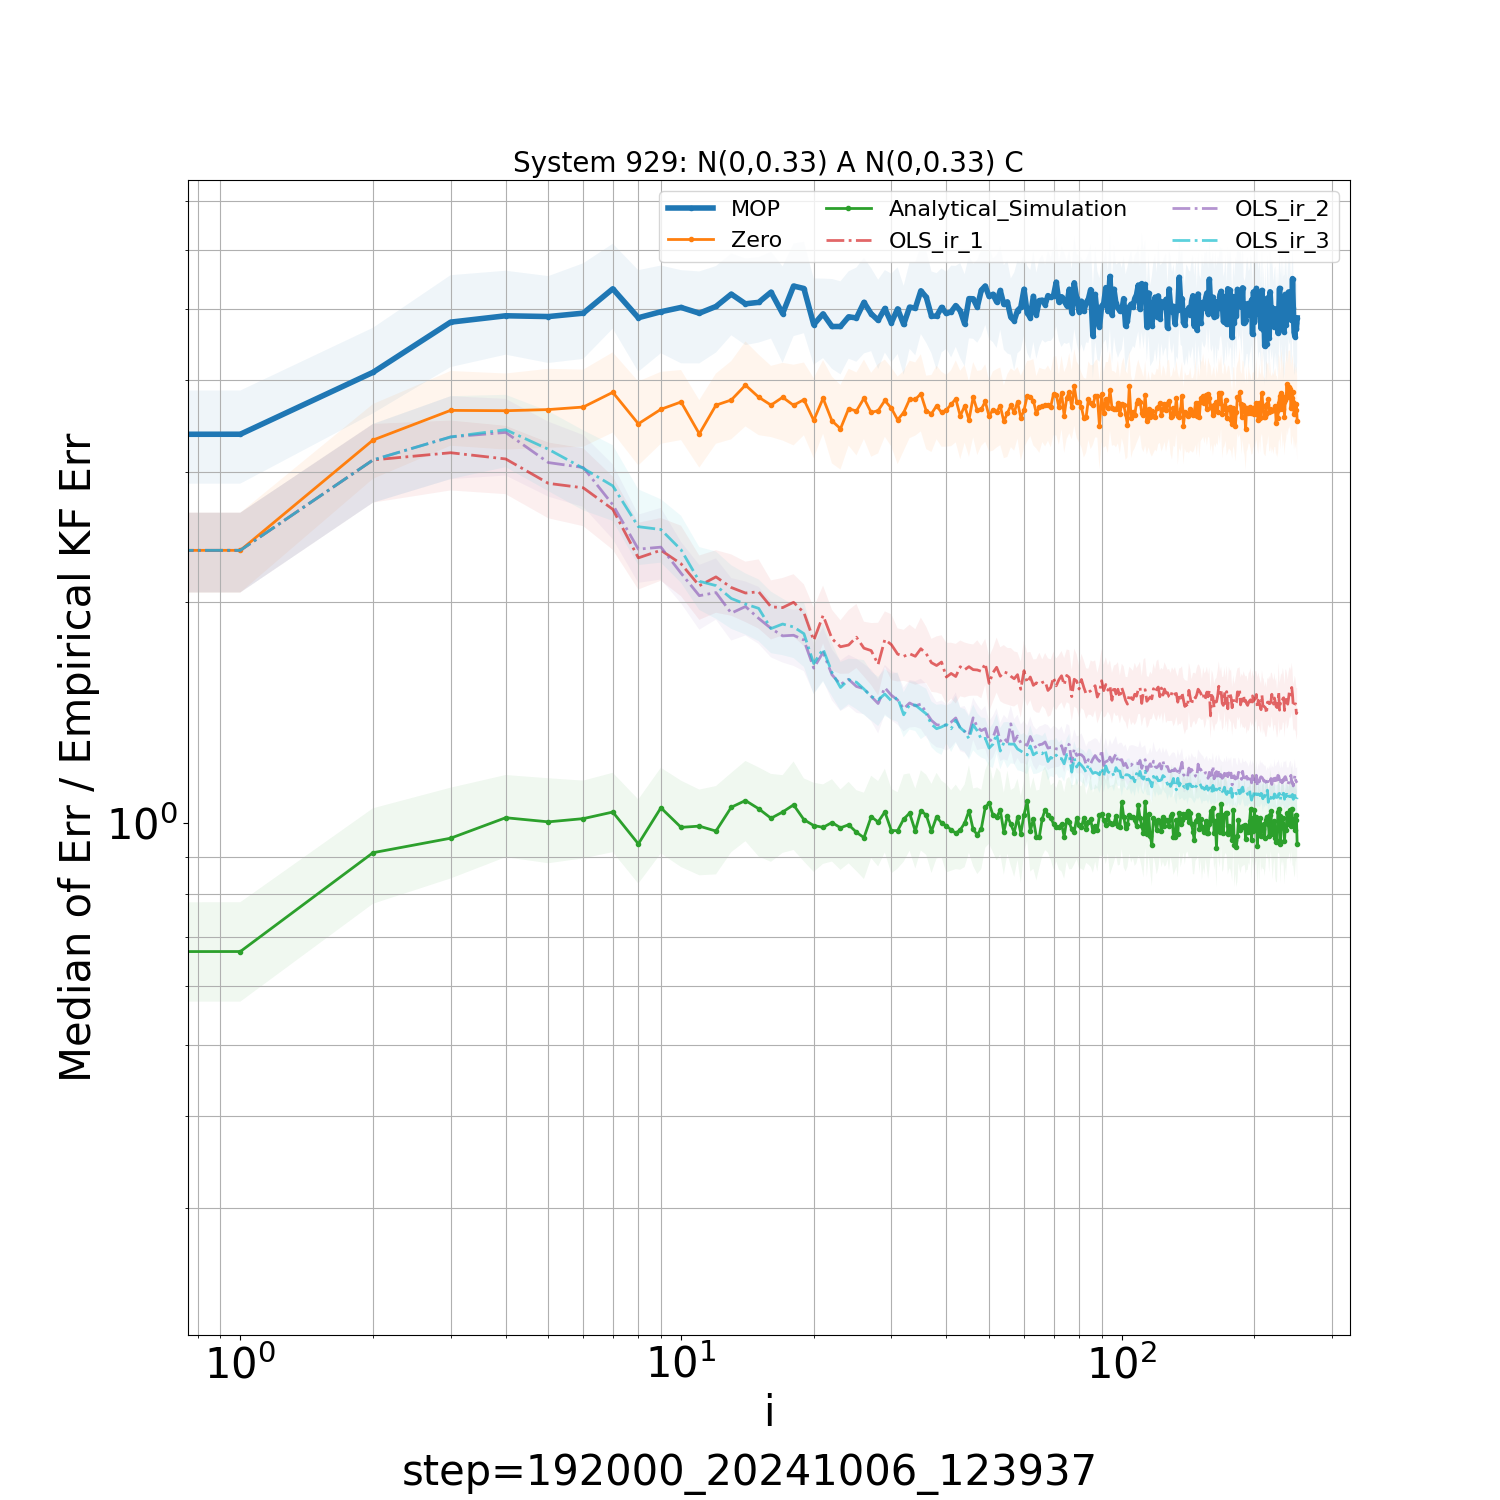 System 929: N(0,0.33) A N(0,0.33) C
MOP
Zero
Analytical_Simulation
OLS_ir_1
OLS_ir_2
OLS_ir_3
Median of Err / Empirical KF Err
10⁰
10⁰
10¹
10²
i
step=192000_20241006_123937